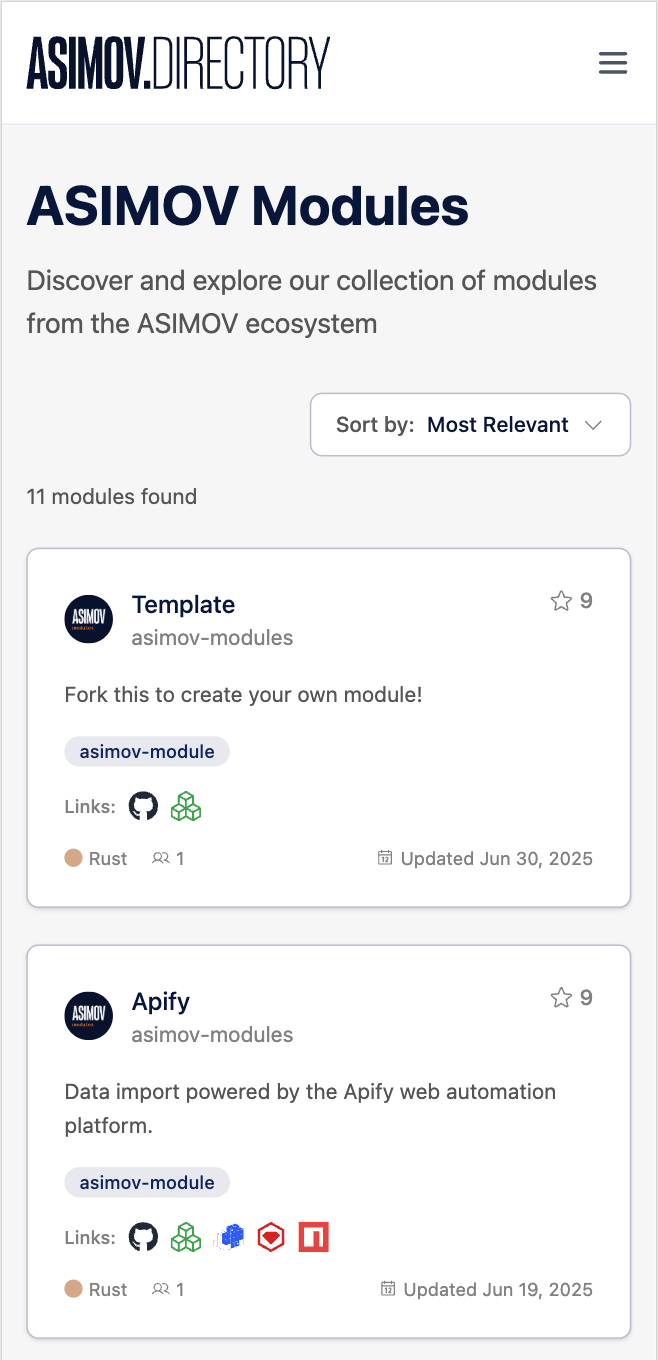 ASIMOV.DIRECTORY
ASIMOV Modules
Discover and explore our collection of modules
from the ASIMOV ecosystem
Sort by: Most Relevant
11 modules found
ASIMOV
modules
Template
9
asimov-modules
Fork this to create your own module!
asimov-module
Links:
Rust 1 12 Updated Jun 30, 2025
ASIMOV
modules
Apify
9
asimov-modules
Data import powered by the Apify web automation
platform.
asimov-module
Links:
Rust 1 12 Updated Jun 19, 2025